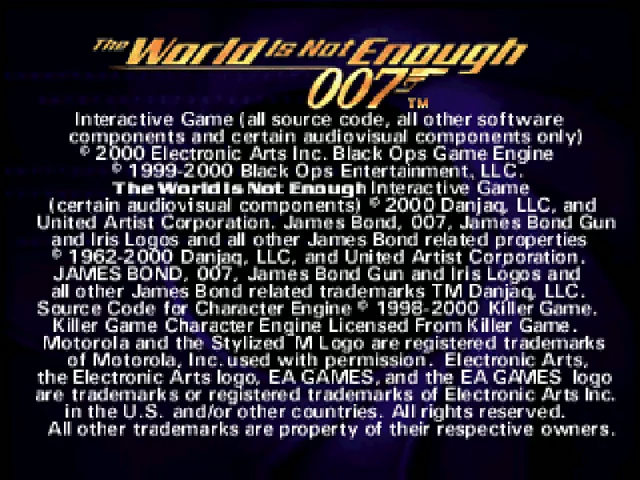 The World Is Not Enough
007 TM
Interactive Game (all source code, all other software
components and certain audiovisual components only)
© 2000 Electronic Arts Inc. Black Ops Game Engine
© 1999-2000 Black Ops Entertainment, LLC.
The World Is Not Enough Interactive Game
(certain audiovisual components) © 2000 Danjaq, LLC, and
United Artist Corporation. James Bond, 007, James Bond Gun
and Iris Logos and all other James Bond related properties
© 1962-2000 Danjaq, LLC, and United Artist Corporation.
JAMES BOND, 007, James Bond Gun and Iris Logos and
all other James Bond related trademarks TM Danjaq, LLC.
Source Code for Character Engine © 1998-2000 Killer Game.
Killer Game Character Engine Licensed From Killer Game.
Motorola and the Stylized M Logo are registered trademarks
of Motorola, Inc. used with permission. Electronic Arts,
the Electronic Arts logo, EA GAMES, and the EA GAMES logo
are trademarks or registered trademarks of Electronic Arts Inc.
in the U.S. and/or other countries. All rights reserved.
All other trademarks are property of their respective owners.